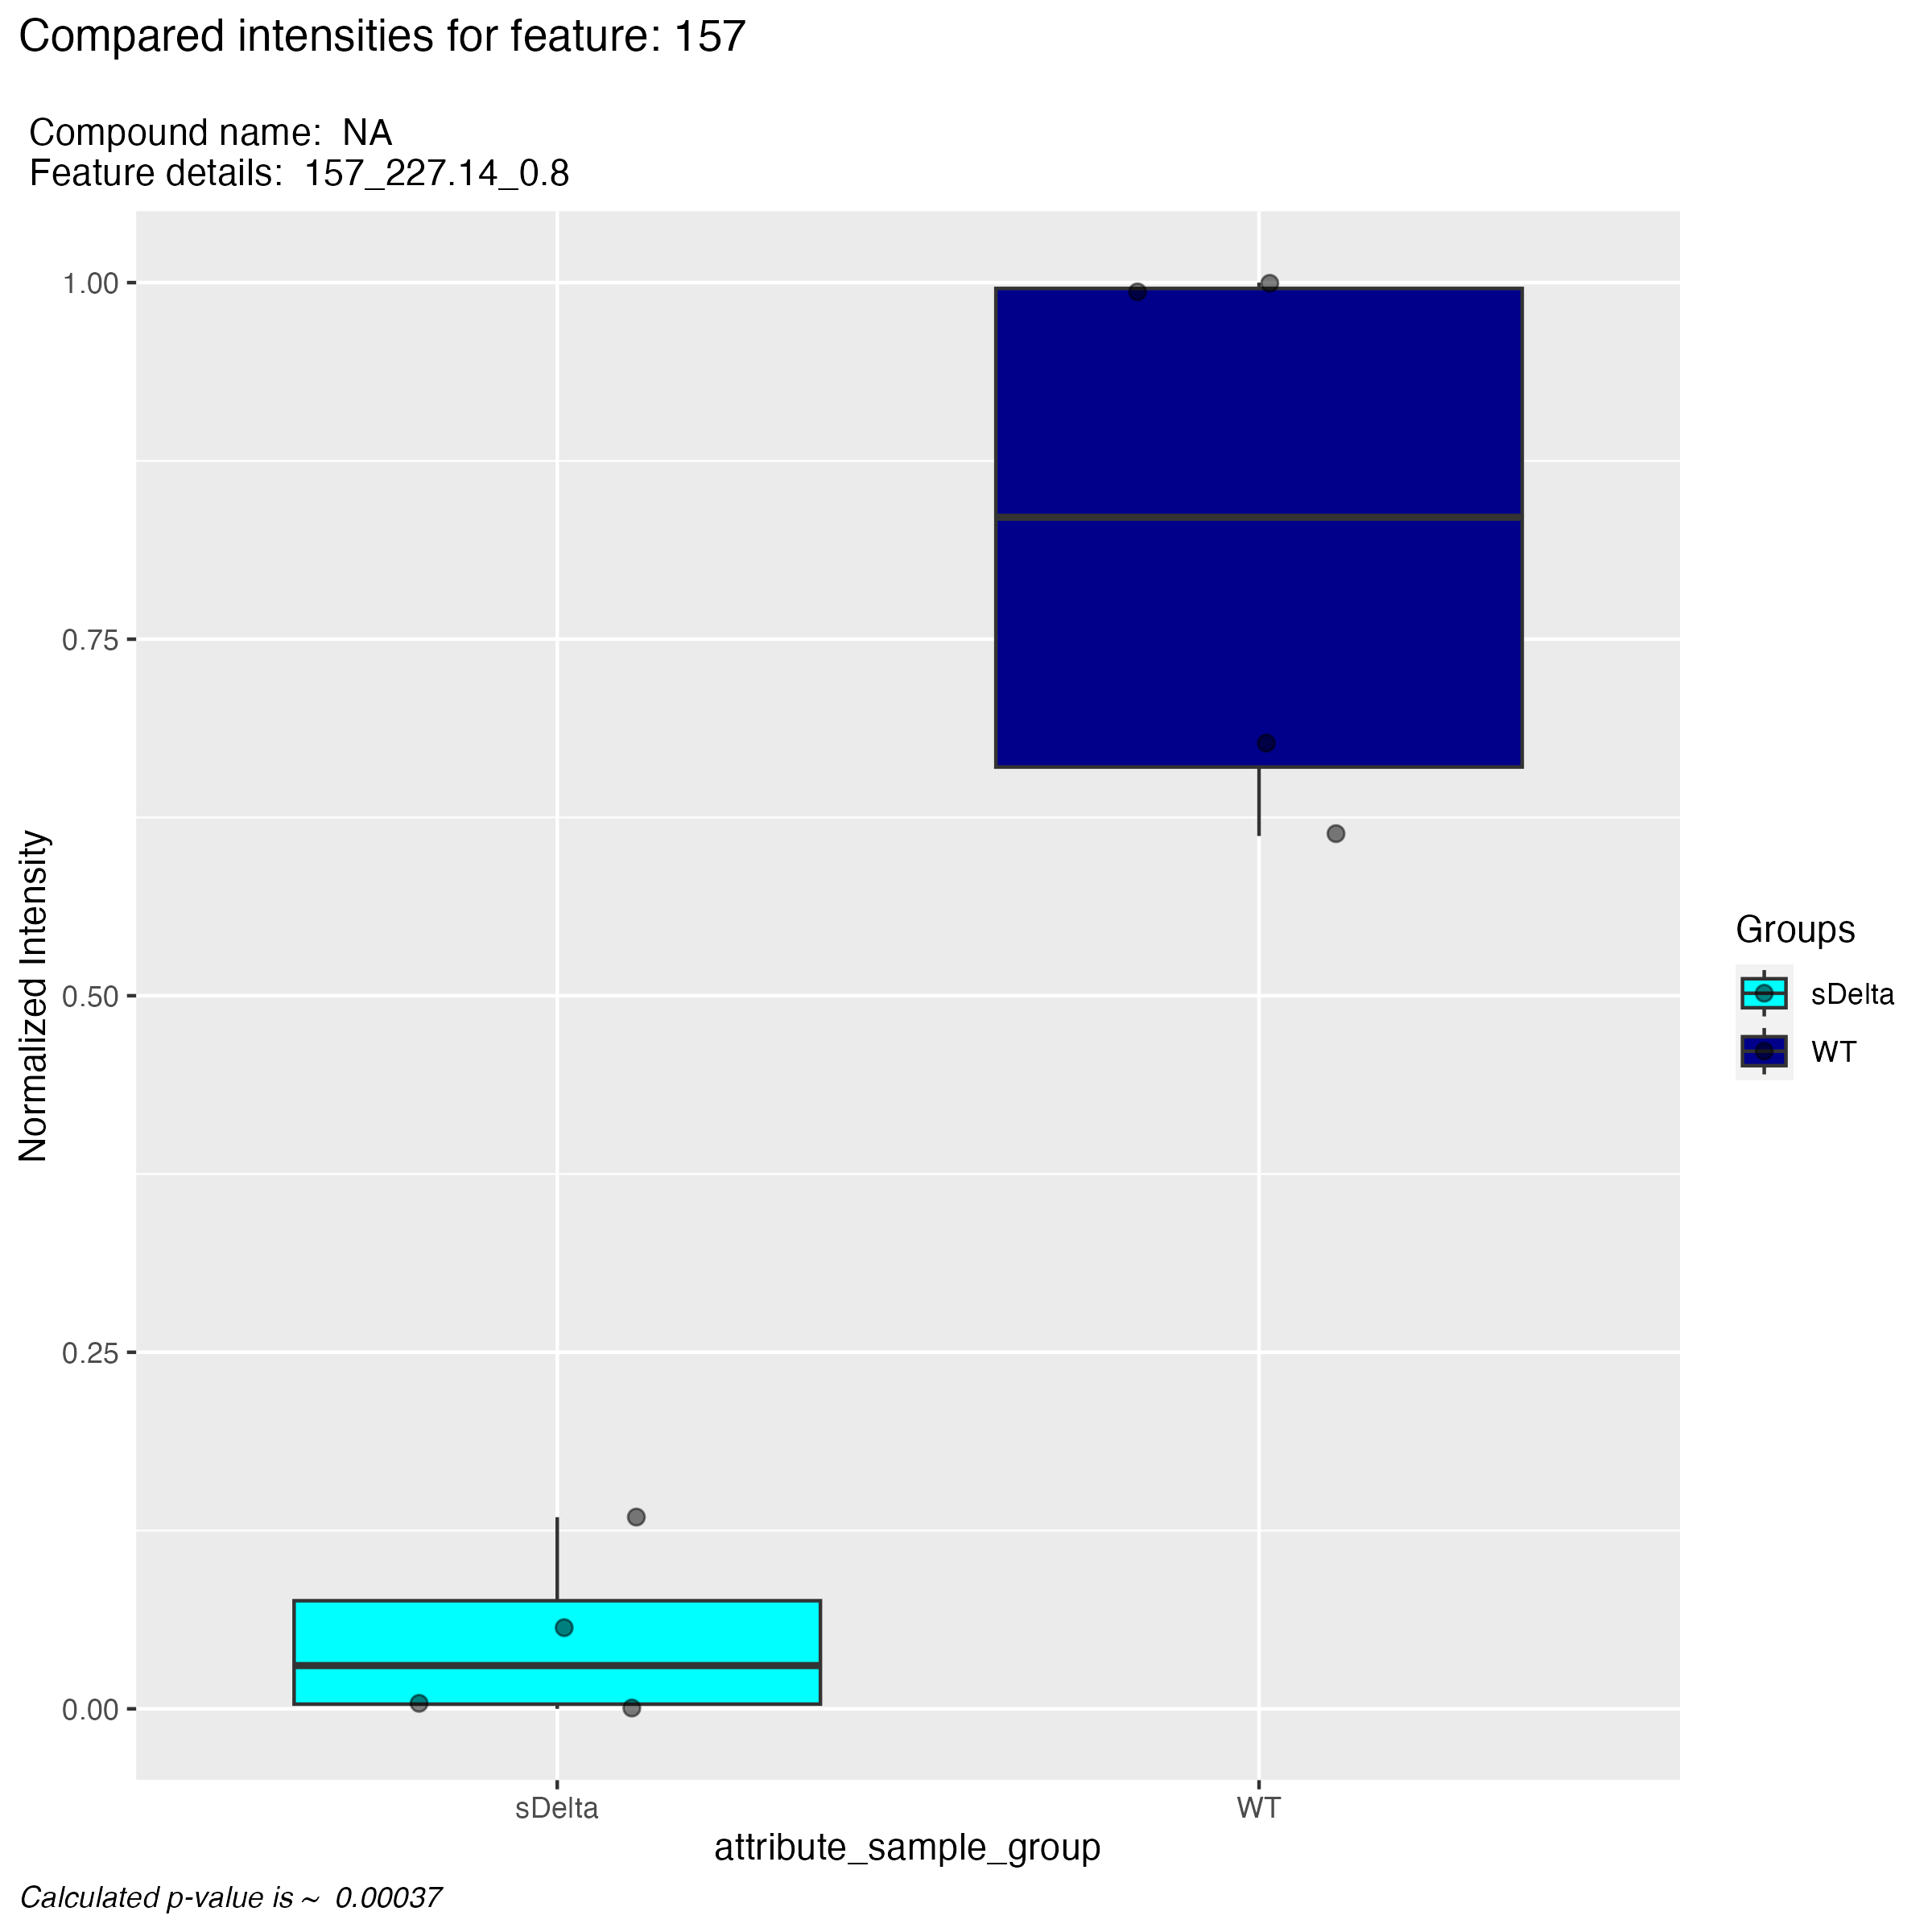 Compared intensities for feature: 157
Compound name: NA
Feature details: 157_227.14_0.8
1.00
0.75
0.50
0.25
0.00
Normalized Intensity
sDelta
WT
attribute_sample_group
Groups
sDelta
WT
Calculated p-value is ~ 0.00037